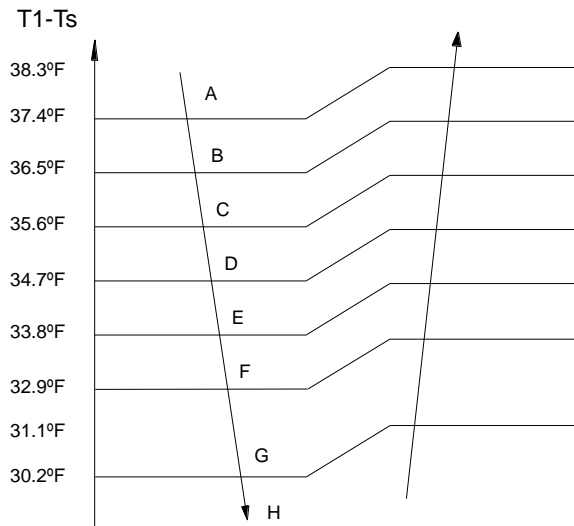 T1-Ts
38.3ºF
A
37.4ºF
B
36.5ºF
C
35.6ºF
D
34.7ºF
E
33.8ºF
F
32.9ºF
31.1ºF
G
30.2ºF
H